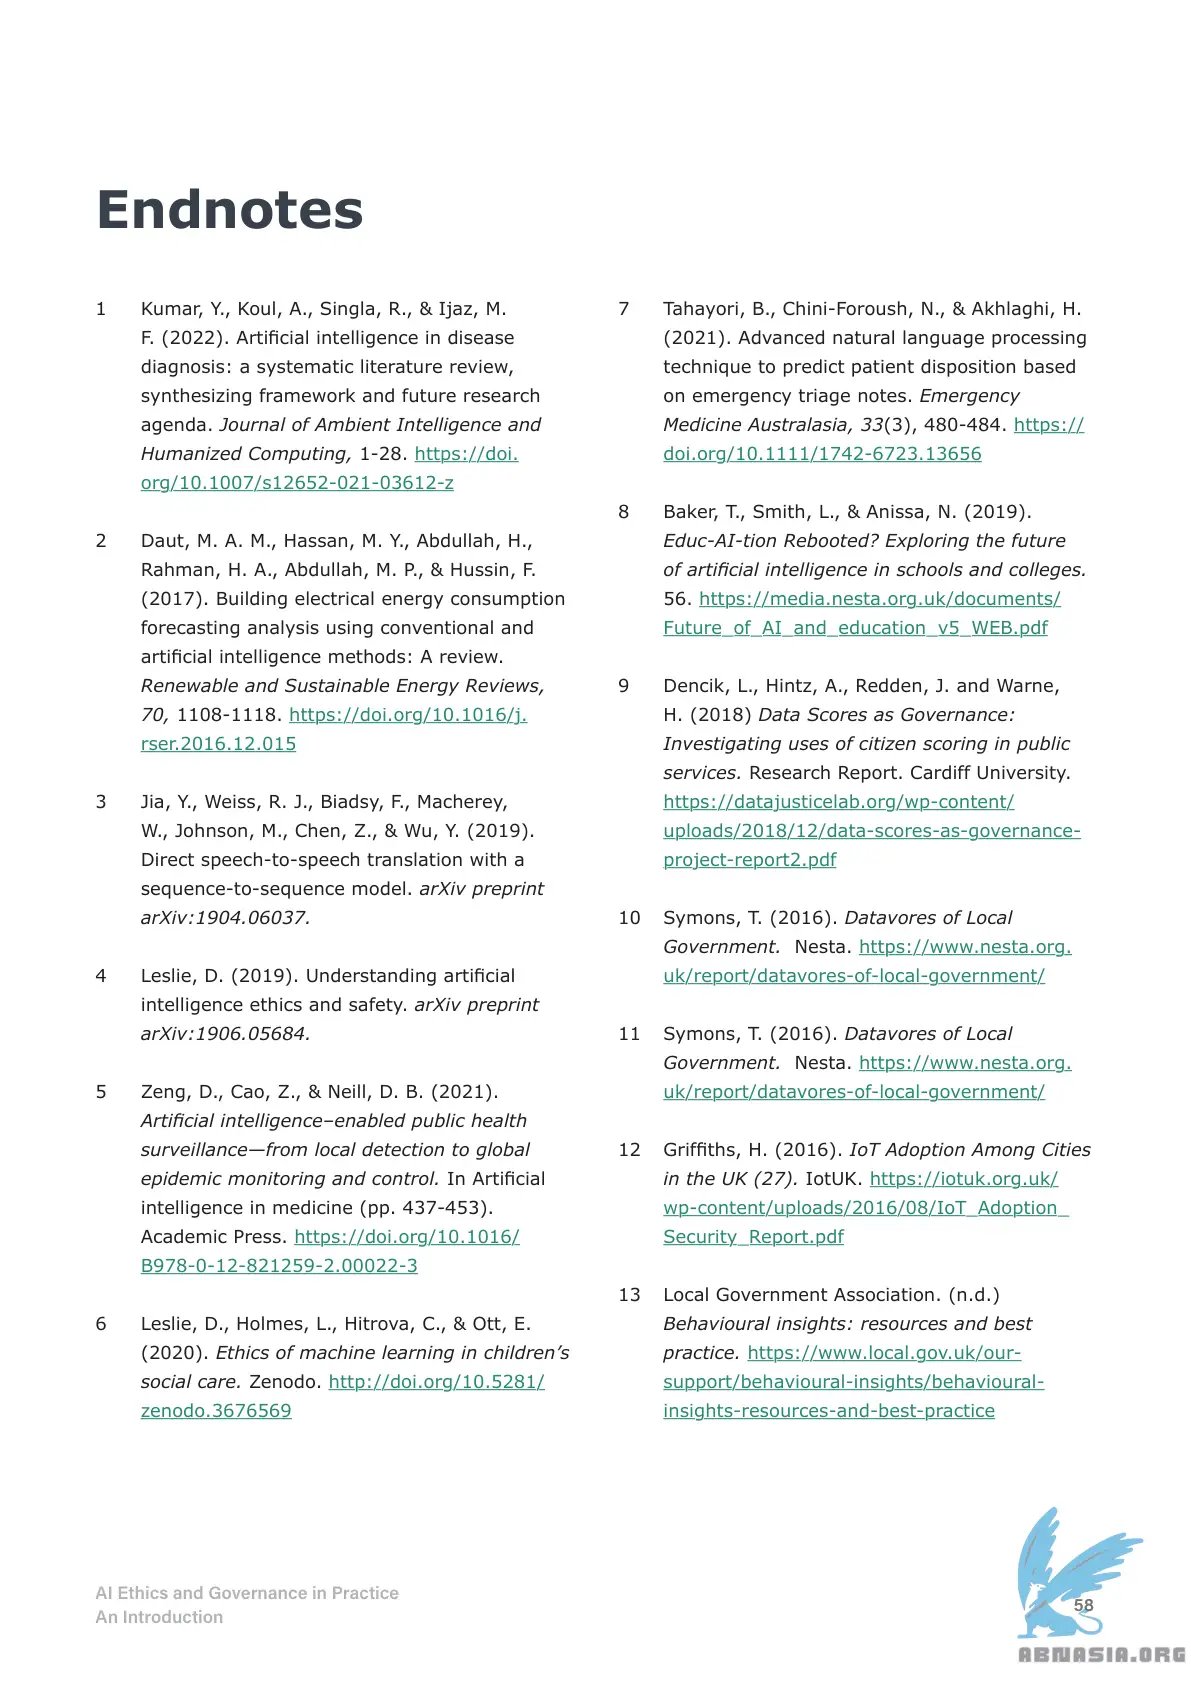 Endnotes
1 Kumar, Y., Koul, A., Singla, R., & Ijaz, M.
F. (2022). Artificial intelligence in disease
diagnosis: a systematic literature review,
synthesizing framework and future research
agenda. Journal of Ambient Intelligence and
Humanized Computing, 1-28. https://doi.
org/10.1007/s12652-021-03612-z
2 Daut, M. A. M., Hassan, M. Y., Abdullah, H.,
Rahman, H. A., Abdullah, M. P., & Hussin, F.
(2017). Building electrical energy consumption
forecasting analysis using conventional and
artificial intelligence methods: A review.
Renewable and Sustainable Energy Reviews,
70, 1108-1118. https://doi.org/10.1016/j.
rser.2016.12.015
3 Jia, Y., Weiss, R. J., Biadsy, F., Macherey,
W., Johnson, M., Chen, Z., & Wu, Y. (2019).
Direct speech-to-speech translation with a
sequence-to-sequence model. arXiv preprint
arXiv:1904.06037.
4 Leslie, D. (2019). Understanding artificial
intelligence ethics and safety. arXiv preprint
arXiv:1906.05684.
5 Zeng, D., Cao, Z., & Neill, D. B. (2021).
Artificial intelligence–enabled public health
surveillance—from local detection to global
epidemic monitoring and control. In Artificial
intelligence in medicine (pp. 437-453).
Academic Press. https://doi.org/10.1016/
B978-0-12-821259-2.00022-3
6 Leslie, D., Holmes, L., Hitrova, C., & Ott, E.
(2020). Ethics of machine learning in children’s
social care. Zenodo. http://doi.org/10.5281/
zenodo.3676569
7 Tahayori, B., Chini-Foroush, N., & Akhlaghi, H.
(2021). Advanced natural language processing
technique to predict patient disposition based
on emergency triage notes. Emergency
Medicine Australasia, 33(3), 480-484. https://
doi.org/10.1111/1742-6723.13656
8 Baker, T., Smith, L., & Anissa, N. (2019).
Educ-AI-tion Rebooted? Exploring the future
of artificial intelligence in schools and colleges.
56. https://media.nesta.org.uk/documents/
Future_of_AI_and_education_v5_WEB.pdf
9 Dencik, L., Hintz, A., Redden, J. and Warne,
H. (2018) Data Scores as Governance:
Investigating uses of citizen scoring in public
services. Research Report. Cardiff University.
https://datajusticelab.org/wp-content/
uploads/2018/12/data-scores-as-governance-
project-report2.pdf
10 Symons, T. (2016). Datavores of Local
Government. Nesta. https://www.nesta.org.
uk/report/datavores-of-local-government/
11 Symons, T. (2016). Datavores of Local
Government. Nesta. https://www.nesta.org.
uk/report/datavores-of-local-government/
12 Griffiths, H. (2016). IoT Adoption Among Cities
in the UK (27). IotUK. https://iotuk.org.uk/
wp-content/uploads/2016/08/IoT_Adoption_
Security_Report.pdf
13 Local Government Association. (n.d.)
Behavioural insights: resources and best
practice. https://www.local.gov.uk/our-
support/behavioural-insights/behavioural-
insights-resources-and-best-practice
AI Ethics and Governance in Practice
An Introduction
58
ABNASIA.ORG